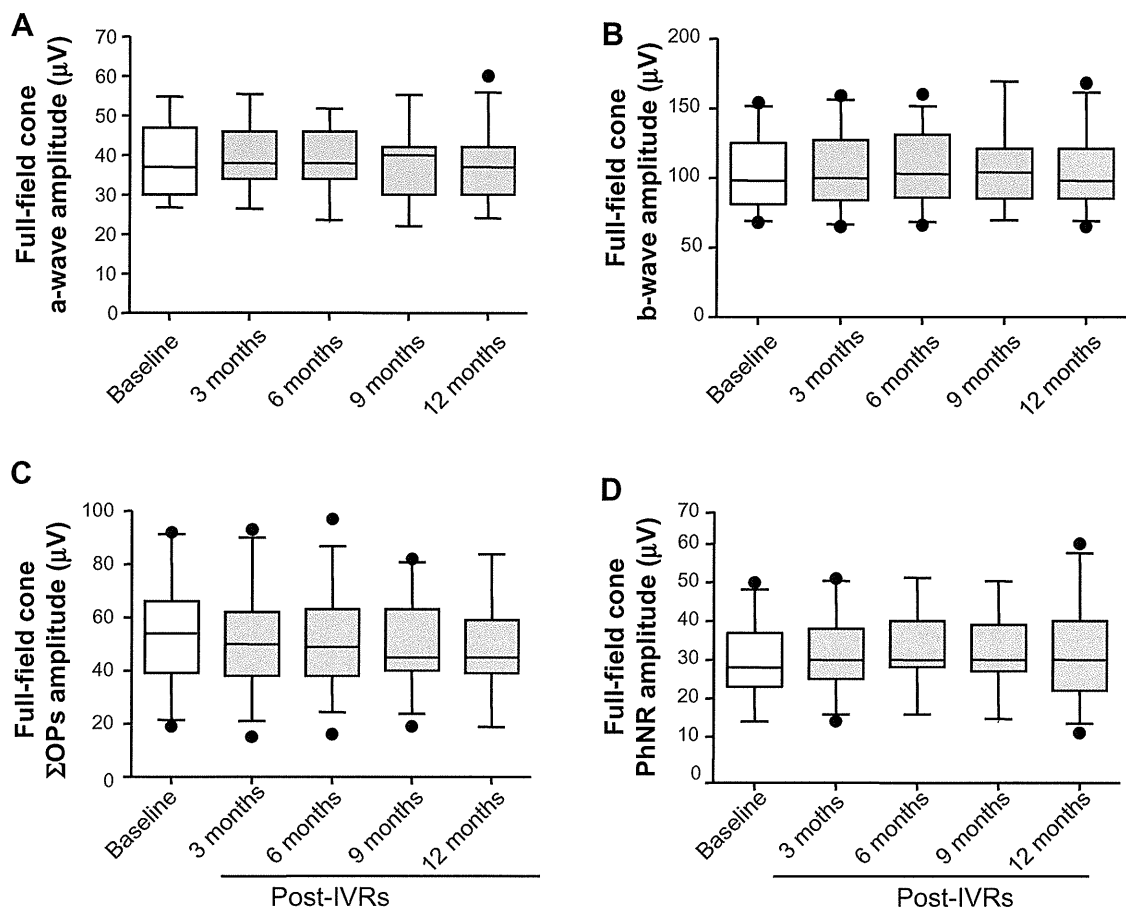 A
Full-field cone
a-wave amplitude (µV)
70
60
50
40
30
20
10
0
Baseline
3 months
6 months
9 months
12 months
B
Full-field cone
b-wave amplitude (µV)
200
150
100
50
0
Baseline
3 months
6 months
9 months
12 months
C
Full-field cone
ΣOPs amplitude (µV)
100
80
60
40
20
0
Baseline
3 months
6 months
9 months
12 months
Post-IVRs
D
Full-field cone
PhNR amplitude (µV)
70
60
50
40
30
20
10
0
Baseline
3 moths
6 months
9 months
12 months
Post-IVRs